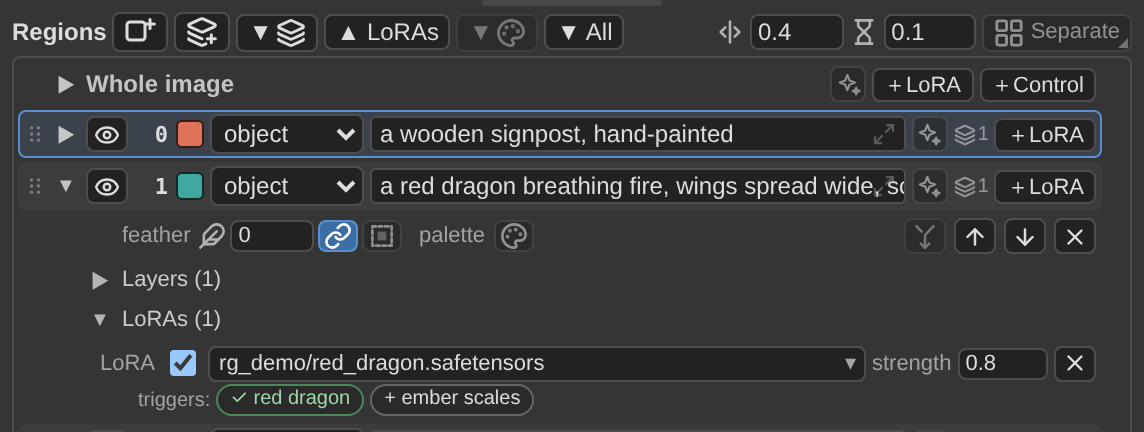 Regions ▼ ▲ LoRAs ▼ ▼ All 0.4 0.1 Separate
▶ Whole image +LoRA +Control
▶ 0 object a wooden signpost, hand-painted 1 +LoRA
▼ 1 object a red dragon breathing fire, wings spread wide, sc 1 +LoRA
feather 0 palette
▶ Layers (1)
▼ LoRAs (1)
LoRA rg_demo/red_dragon.safetensors ▼ strength 0.8
triggers: ✓ red dragon + ember scales